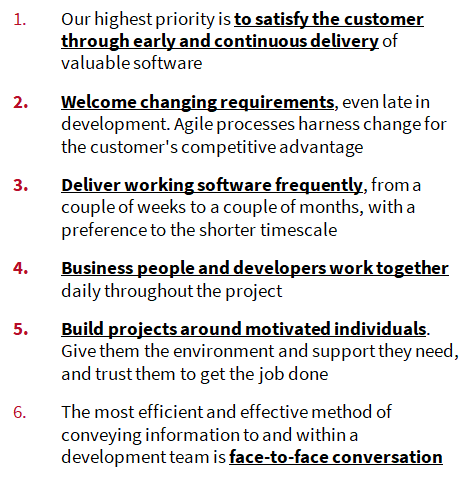 1. Our highest priority is to satisfy the customer
through early and continuous delivery of
valuable software
2. Welcome changing requirements, even late in
development. Agile processes harness change for
the customer's competitive advantage
3. Deliver working software frequently, from a
couple of weeks to a couple of months, with a
preference to the shorter timescale
4. Business people and developers work together
daily throughout the project
5. Build projects around motivated individuals.
Give them the environment and support they need,
and trust them to get the job done
6. The most efficient and effective method of
conveying information to and within a
development team is face-to-face conversation